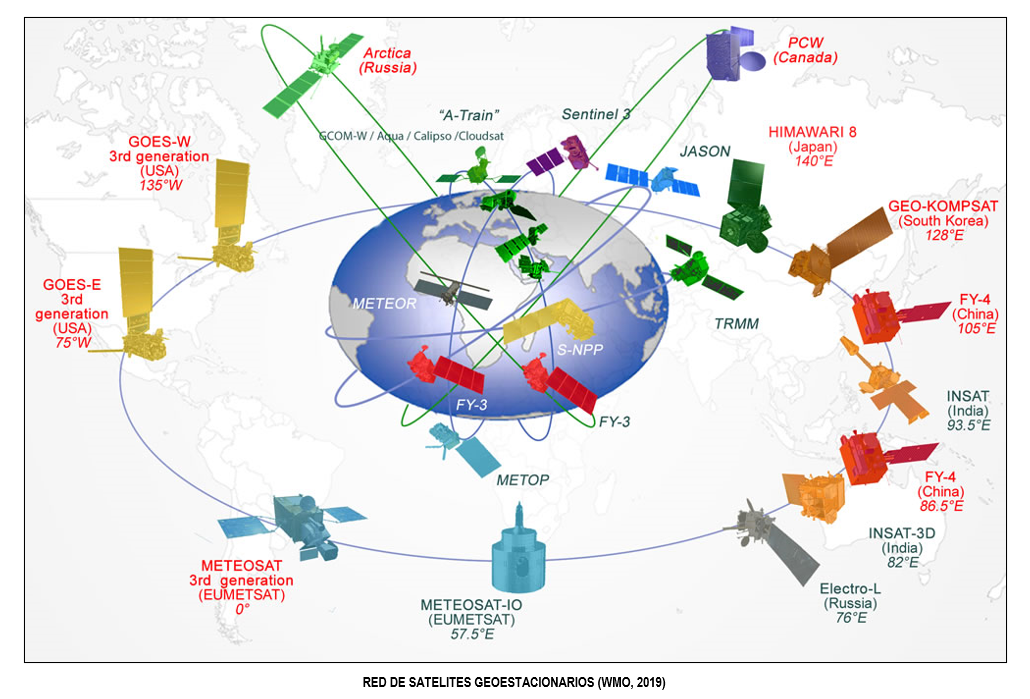 Arctica
(Russia)
PCW
(Canada)
“A-Train”
GCOM-W / Aqua / Calipso /Cloudsat
Sentinel 3
JASON
HIMAWARI 8
(Japan)
140°E
GOES-W
3rd generation
(USA)
135°W
GEO-KOMPSAT
(South Korea)
128°E
GOES-E
3rd
generation
(USA)
75°W
METEOR
TRMM
FY-4
(China)
105°E
S-NPP
INSAT
(India)
93.5°E
FY-3
FY-3
METOP
FY-4
(China)
86.5°E
INSAT-3D
(India)
82°E
METEOSAT
3rd generation
(EUMETSAT)
0°
METEOSAT-IO
(EUMETSAT)
57.5°E
Electro-L
(Russia)
76°E
RED DE SATELITES GEOESTACIONARIOS (WMO, 2019)